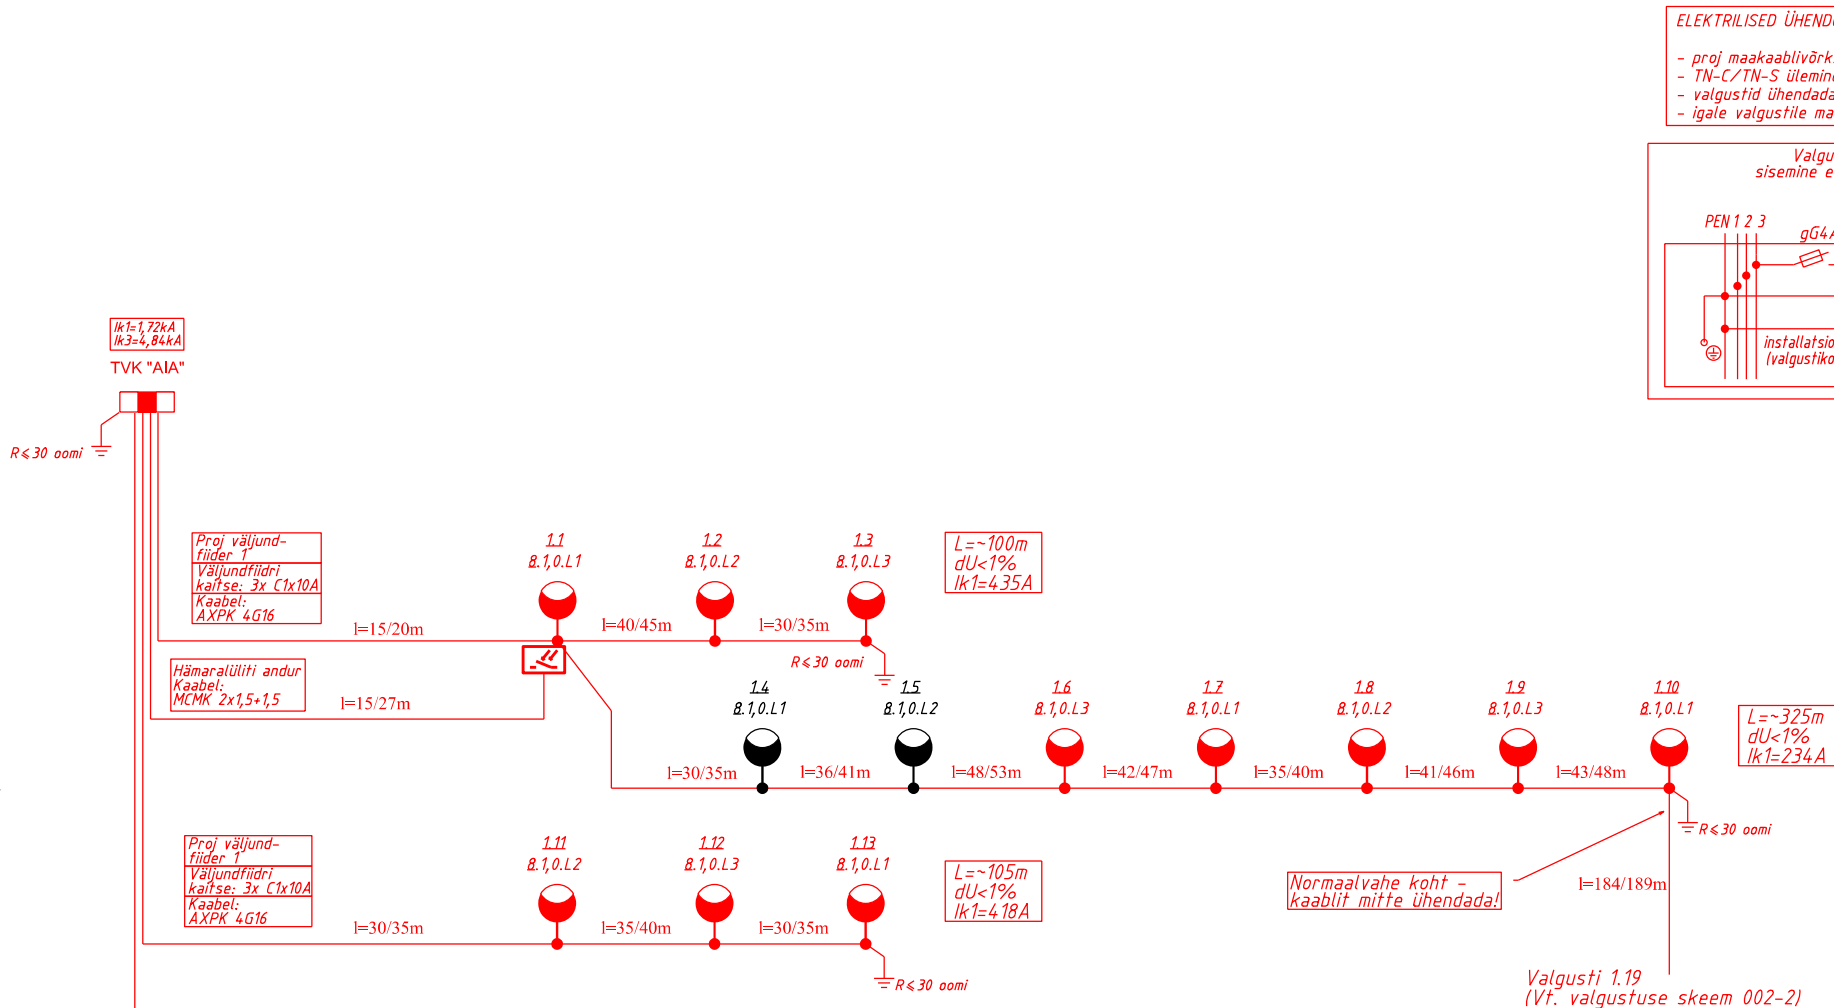 ELEKTRILISED
- proj
- TN-C/TN-S
- valgustid
- igale valgustile
sisemine
PEN 1 2 3
Ik1=1,72kA
Ik3=4,84kA
TVK "AIA"
R≤30 oomi
Proj väljund-
fiider 1
Väljundfiidri
kaitse: 3x C1x10A
Kaabel:
AXPK 4G16
l=15/20m
1.1
8.1,0.L1
l=40/45m
1.2
8.1,0.L2
l=30/35m
1.3
8.1,0.L3
L=~100m
dU<1%
Ik1=435A
R≤30 oomi
Hämaralüliti andur
Kaabel:
MCMK 2x1,5+1,5
l=15/27m
l=30/35m
1.4
8.1,0.L1
l=36/41m
1.5
8.1,0.L2
l=48/53m
1.6
8.1,0.L3
l=42/47m
1.7
8.1,0.L1
l=35/40m
1.8
8.1,0.L2
l=41/46m
1.9
8.1,0.L3
l=43/48m
1.10
8.1,0.L1
L=~325m
dU<1%
Ik1=234A
R≤30 oomi
Proj väljund-
fiider 1
Väljundfiidri
kaitse: 3x C1x10A
Kaabel:
AXPK 4G16
l=30/35m
1.11
8.1,0.L2
l=35/40m
1.12
8.1,0.L3
l=30/35m
1.13
8.1,0.L1
L=~105m
dU<1%
Ik1=418A
R≤30 oomi
Normaalvahe koht -
kaablit mitte ühendada!
l=184/189m
Valgusti 1.19
(Vt. valgustuse skeem 002-2)